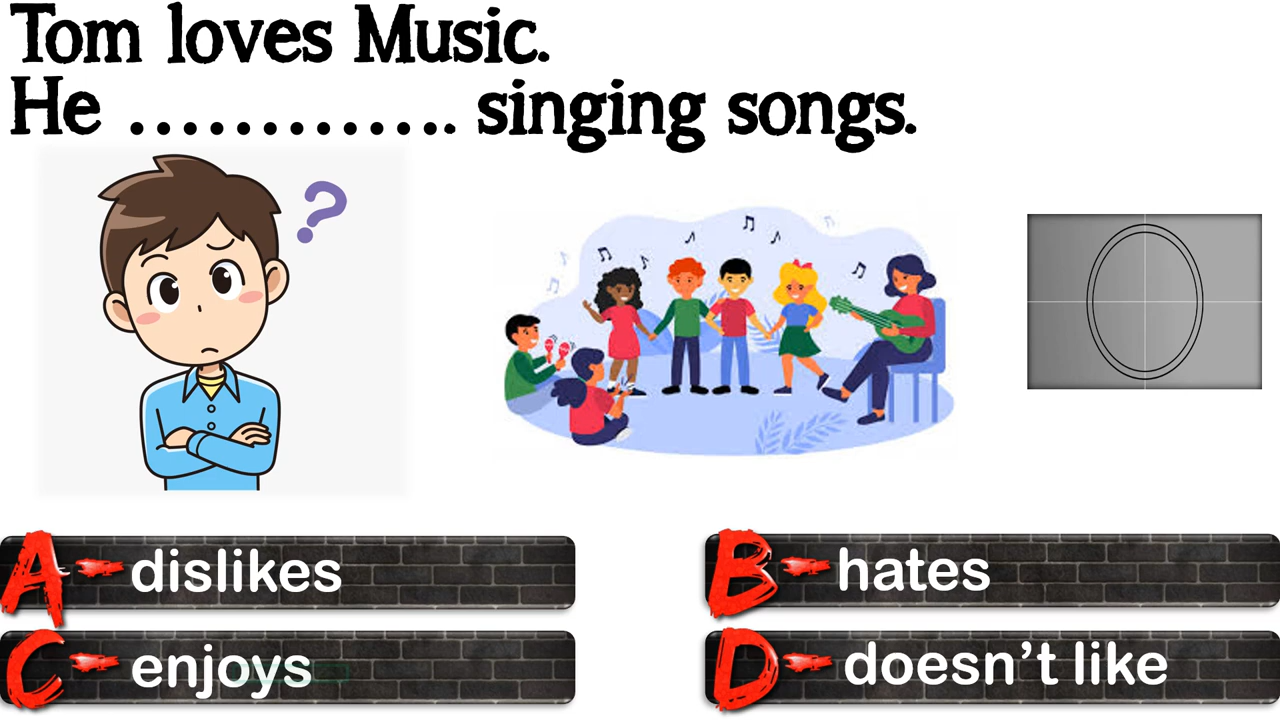 Tom loves Music.
He ………….. singing songs.
?
A- dislikes
B- hates
C- enjoys
D- doesn’t like